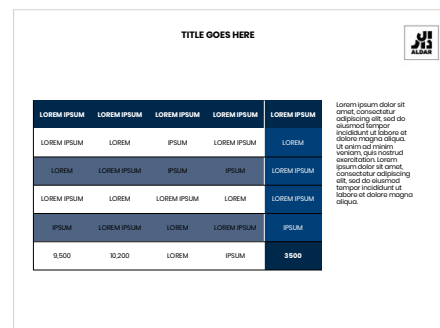 TITLE GOES HERE
الدار
ALDAR
LOREM IPSUM LOREM IPSUM LOREM IPSUM LOREM IPSUM LOREM IPSUM
LOREM IPSUM LOREM IPSUM LOREM IPSUM LOREM
LOREM LOREM IPSUM IPSUM IPSUM LOREM IPSUM
LOREM IPSUM LOREM LOREM IPSUM LOREM LOREM IPSUM
IPSUM LOREM IPSUM LOREM LOREM IPSUM IPSUM
9,500 10,200 LOREM IPSUM 3500
Lorem ipsum dolor sit
amet, consectetur
adipiscing elit, sed do
eiusmod tempor
incididunt ut labore et
dolore magna aliqua.
Ut enim ad minim
veniam, quis nostrud
exercitation. Lorem
ipsum dolor sit amet,
consectetur adipiscing
elit, sed do eiusmod
tempor incididunt ut
labore et dolore magna
aliqua.